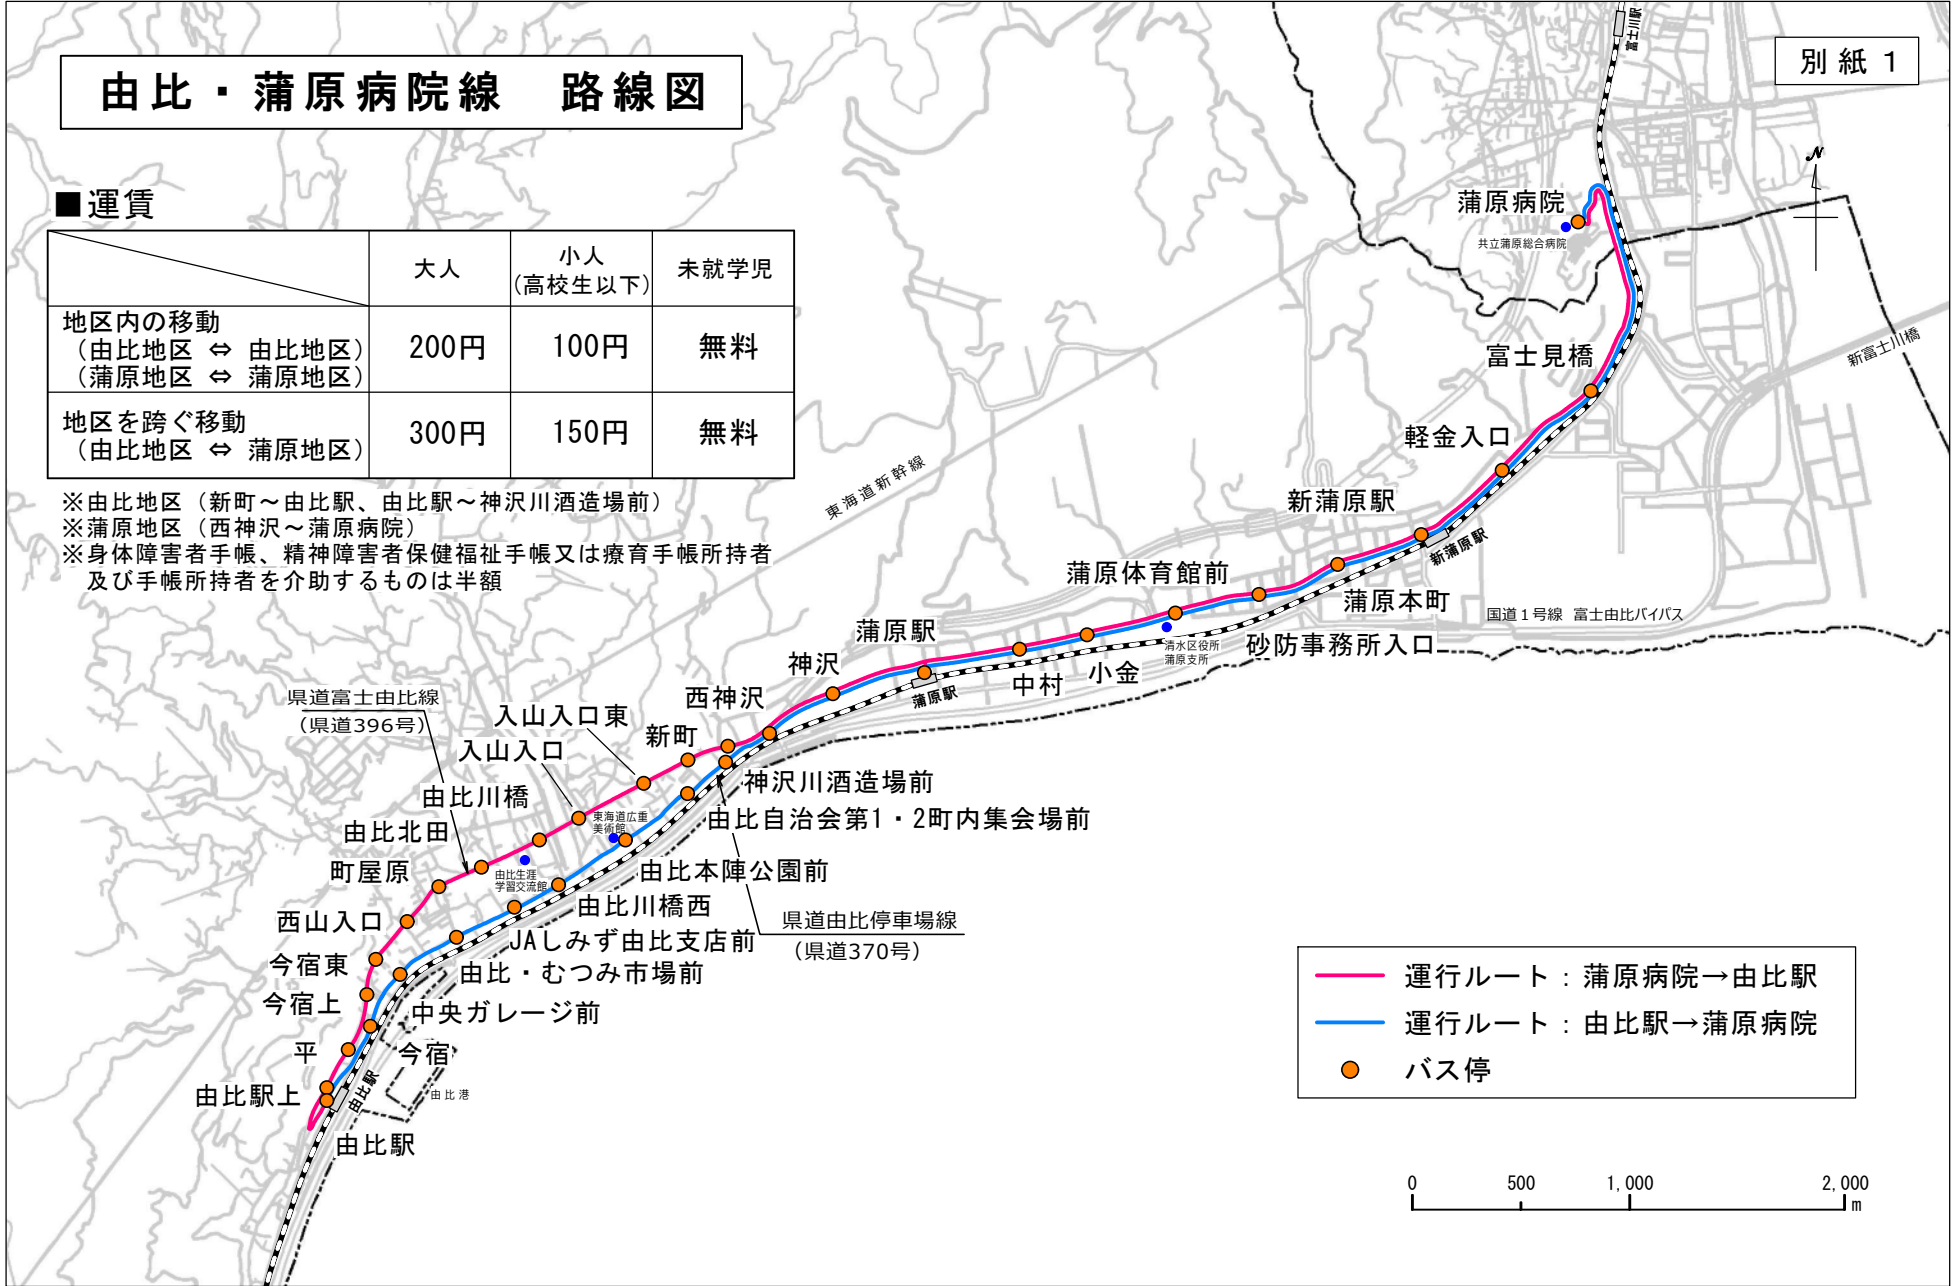 由比・蒲原病院線　路線図
別紙１
■運賃
大人
小人
(高校生以下)
未就学児
地区内の移動
（由比地区 ⇔ 由比地区）
（蒲原地区 ⇔ 蒲原地区）
200円
100円
無料
地区を跨ぐ移動
（由比地区 ⇔ 蒲原地区）
300円
150円
無料
※由比地区（新町～由比駅、由比駅～神沢川酒造場前）
※蒲原地区（西神沢～蒲原病院）
※身体障害者手帳、精神障害者保健福祉手帳又は療育手帳所持者
及び手帳所持者を介助するものは半額
富士川駅
N
蒲原病院
共立蒲原総合病院
富士見橋
新富士川橋
軽金入口
東海道新幹線
新蒲原駅
新蒲原駅
蒲原体育館前
蒲原本町
国道１号線 富士由比バイパス
砂防事務所入口
清水区役所
蒲原支所
蒲原駅
蒲原駅
小金
中村
神沢
西神沢
県道富士由比線
（県道396号）
入山入口東
新町
入山入口
由比川橋
東海道広重
美術館
神沢川酒造場前
由比自治会第1・2町内集会場前
由比北田
町屋原
由比生涯
学習交流館
由比本陣公園前
由比川橋西
県道由比停車場線
（県道370号）
西山入口
JAしみず由比支店前
今宿東
由比・むつみ市場前
今宿上
中央ガレージ前
平
今宿
由比駅上
由比駅
由比港
由比駅
運行ルート：蒲原病院→由比駅
運行ルート：由比駅→蒲原病院
バス停
0
500
1,000
2,000
m